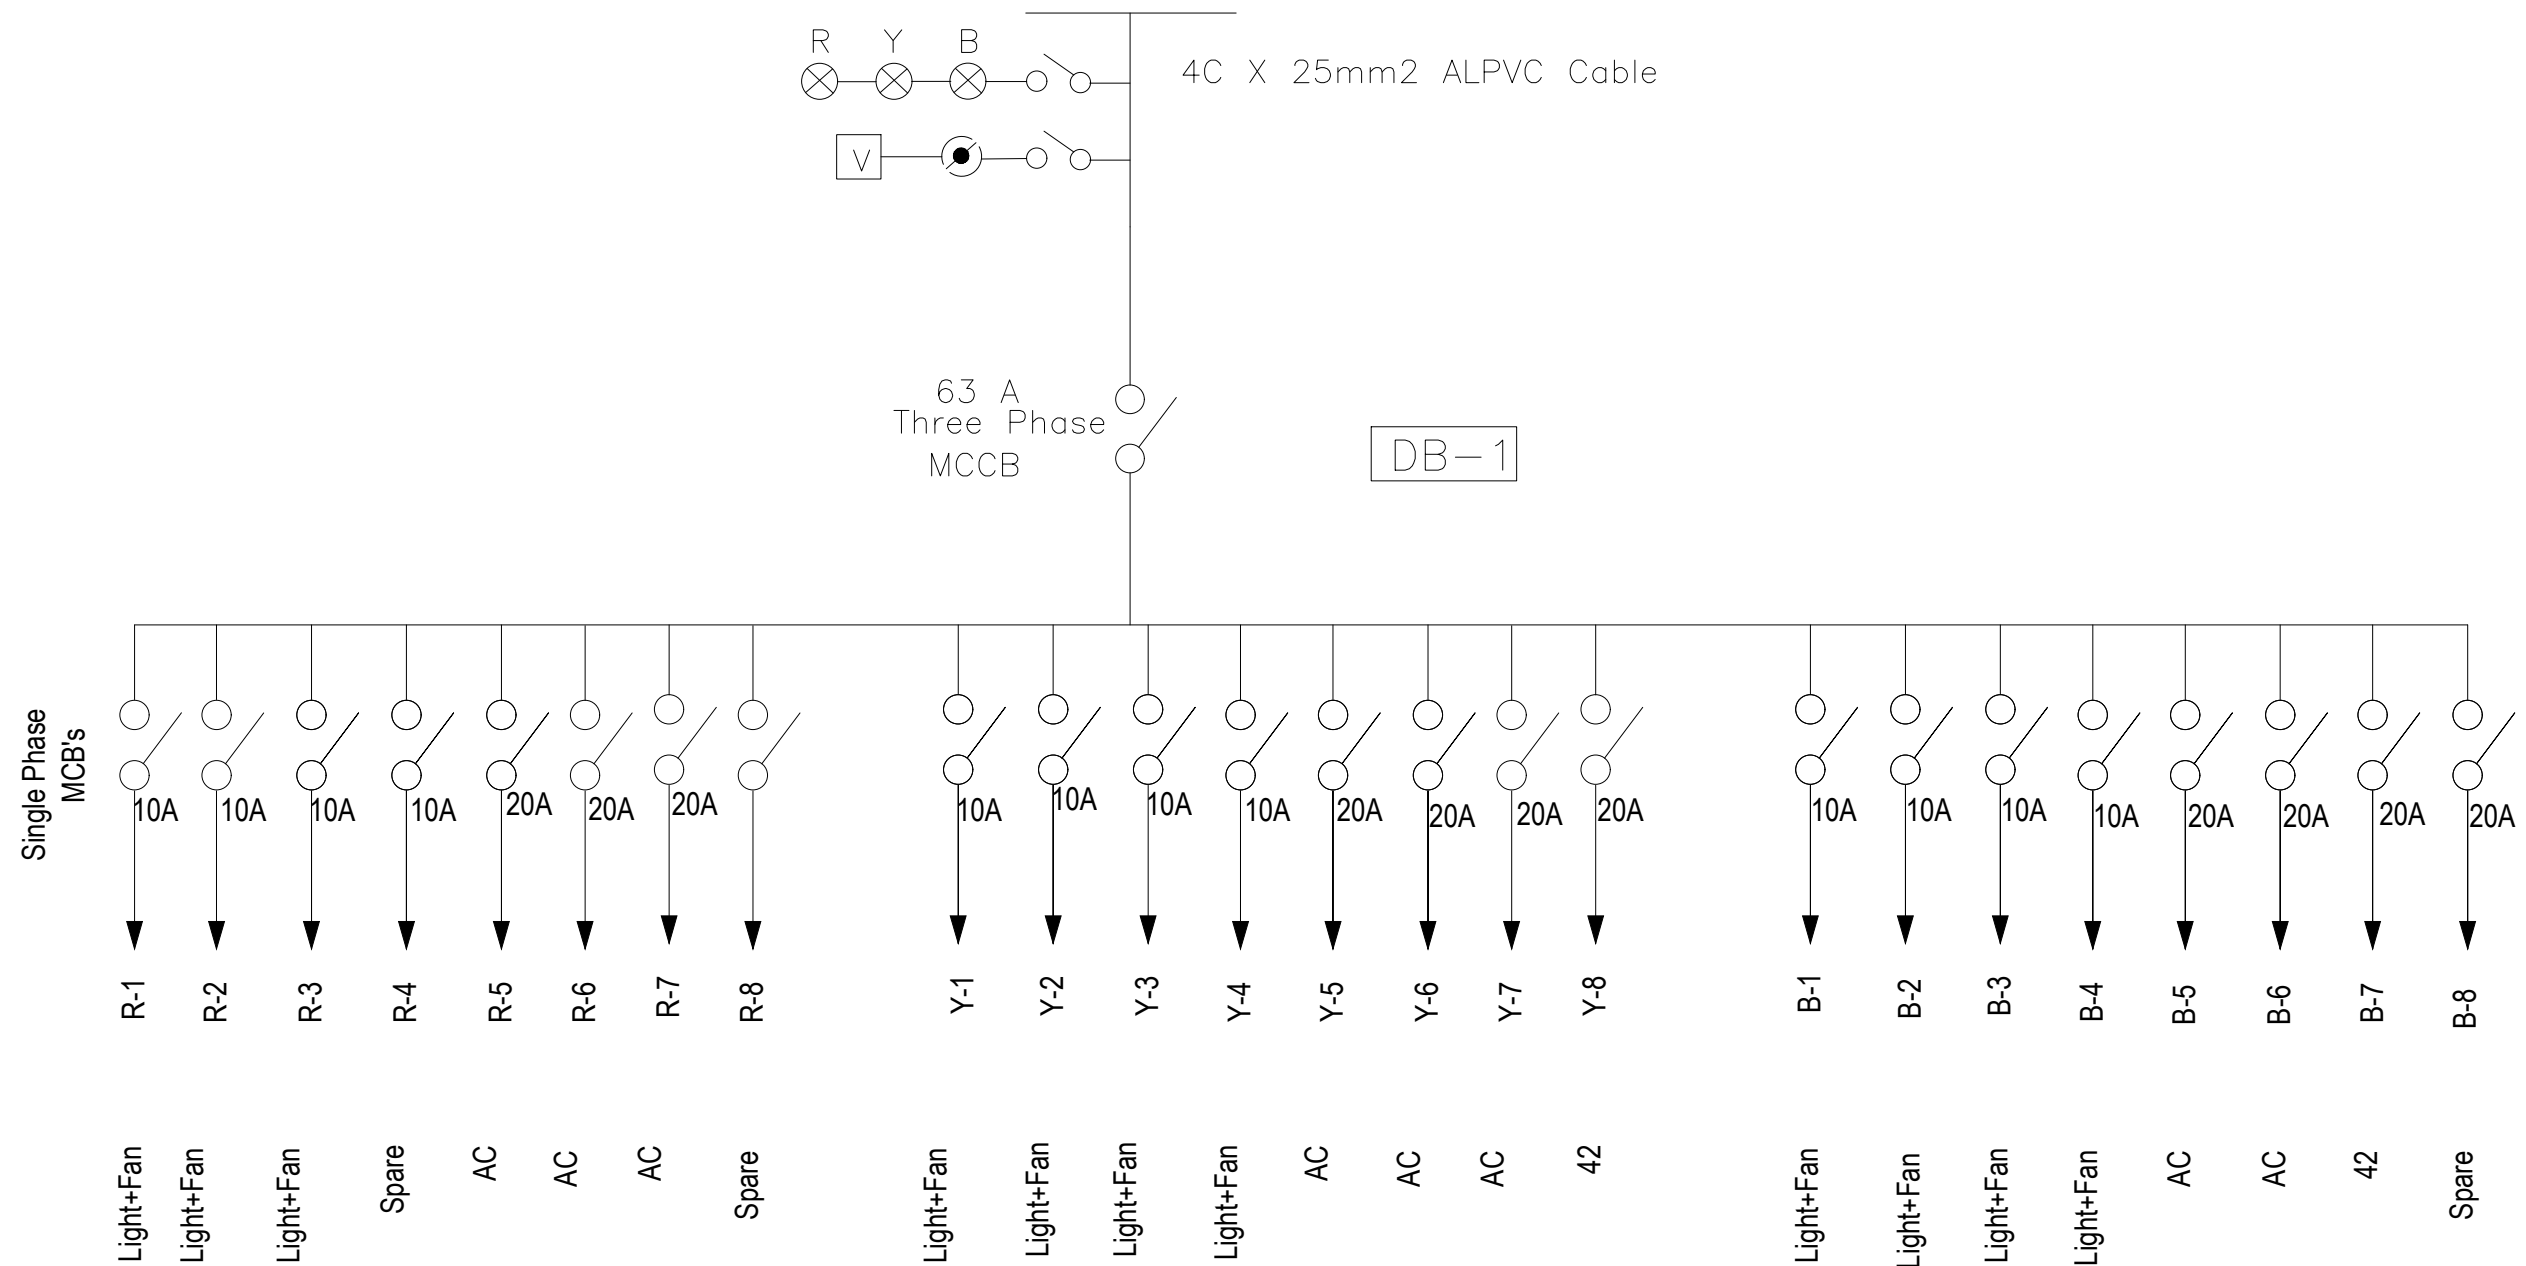 R Y B
4C X 25mm2 ALPVC Cable
V
63 A
Three Phase
MCCB
DB-1
Single Phase
MCB's
10A 10A 10A 10A 20A 20A 20A 10A 10A 10A 10A 20A 20A 20A 20A 10A 10A 10A 10A 20A 20A 20A 20A
R-1 R-2 R-3 R-4 R-5 R-6 R-7 R-8 Y-1 Y-2 Y-3 Y-4 Y-5 Y-6 Y-7 Y-8 B-1 B-2 B-3 B-4 B-5 B-6 B-7 B-8
Light+Fan Light+Fan Light+Fan Spare AC AC AC Spare Light+Fan Light+Fan Light+Fan Light+Fan AC AC AC 42 Light+Fan Light+Fan Light+Fan Light+Fan AC AC 42 Spare